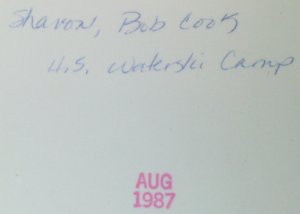 Sharon, Bob Cook
H.S. Waterski Camp
AUG
1987